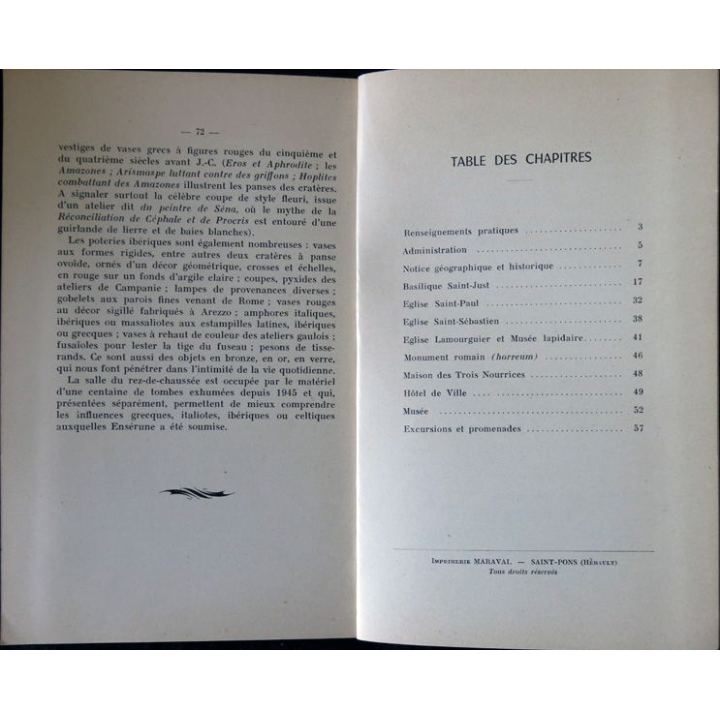 — 72 —
vestiges de vases grecs à figures rouges du cinquième et
du quatrième siècles avant J.-C. (Eros et Aphrodite ; les
Amazones ; Arismaspe luttant contre des griffons ; Hoplites
combattant des Amazones illustrent les panses des cratères.
A signaler surtout la célèbre coupe de style fleuri, issue
d'un atelier dit du peintre de Séna, où le mythe de la
Réconciliation de Céphale et de Procris est entouré d'une
guirlande de lierre et de baies blanches).
Les poteries ibériques sont également nombreuses : vases
aux formes rigides, entre autres deux cratères à panse
ovoïde, ornés d'un décor géométrique, crosses et échelles,
en rouge sur un fonds d'argile claire ; coupes, pyxides des
ateliers de Campanie ; lampes de provenances diverses ;
gobelets aux parois fines venant de Rome ; vases rouges
au décor sigillé fabriqués à Arezzo ; amphores italiques,
ibériques ou massaliotes aux estampilles latines, ibériques
ou grecques ; vases à rehaut de couleur des ateliers gaulois ;
fusaïoles pour lester la tige du fuseau ; pesons de tisse-
rands. Ce sont aussi des objets en bronze, en or, en verre,
qui nous font pénétrer dans l'intimité de la vie quotidienne.
La salle du rez-de-chaussée est occupée par le matériel
d'une centaine de tombes exhumées depuis 1945 et qui,
présentées séparément, permettent de mieux comprendre
les influences grecques, italiotes, ibériques ou celtiques
auxquelles Ensérune a été soumise.
TABLE DES CHAPITRES
Renseignements pratiques ..................... 3
Administration ..................... 5
Notice géographique et historique ............ 7
Basilique Saint-Just ..................... 17
Eglise Saint-Paul ..................... 32
Eglise Saint-Sébastien ..................... 38
Eglise Lamourguier et Musée lapidaire........ 41
Monument romain (horreum) ................ 46
Maison des Trois Nourrices ................. 48
Hôtel de Ville .... ..................... 49
Musée ..................... 52
Excursions et promenades ................... 57
IMPRIMERIE MARAVAL — SAINT-PONS (HÉRAULT)
Tous droits réservés